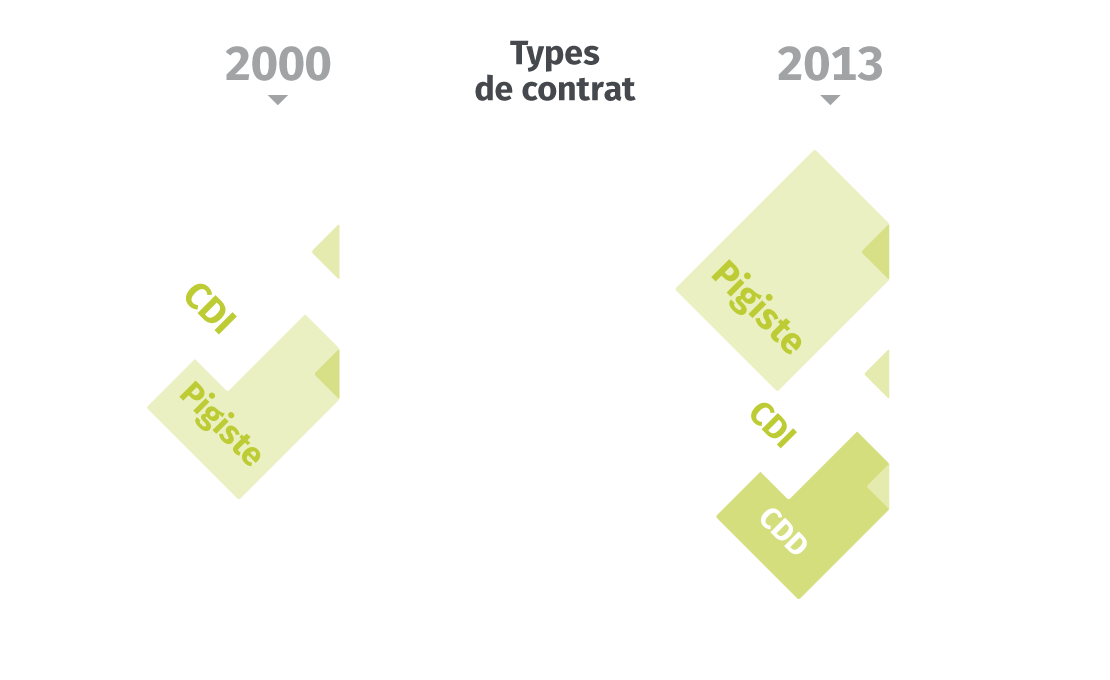 2000
Types
de contrat
2013
CDI
Pigiste
Pigiste
CDI
CDD